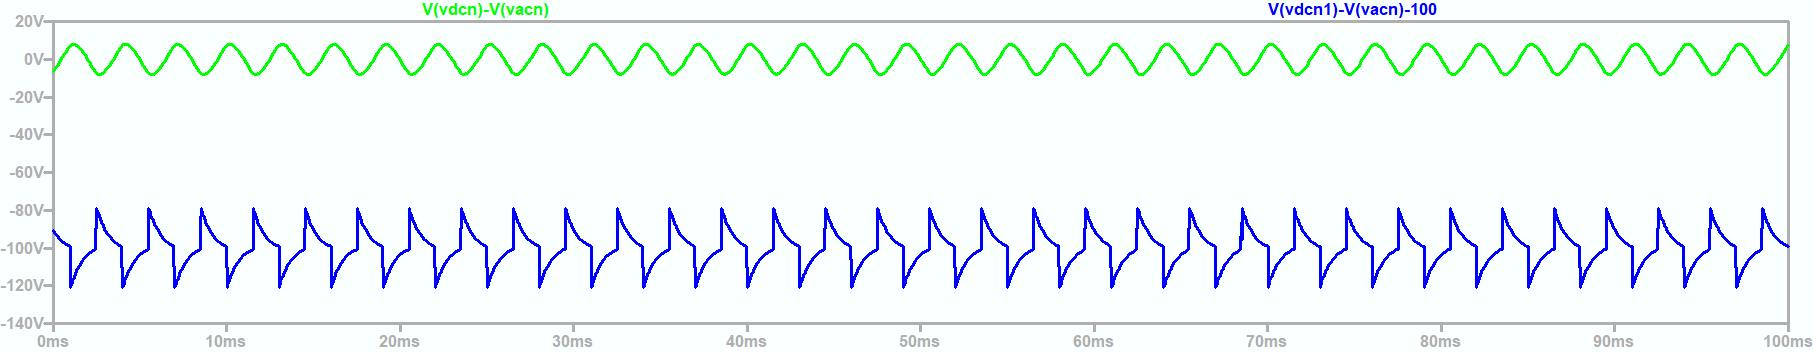 V(vdcn)-V(vacn) V(vdcn1)-V(vacn)-100
20V
0V
-20V
-40V
-60V
-80V
-100V
-120V
-140V
0ms 10ms 20ms 30ms 40ms 50ms 60ms 70ms 80ms 90ms 100ms